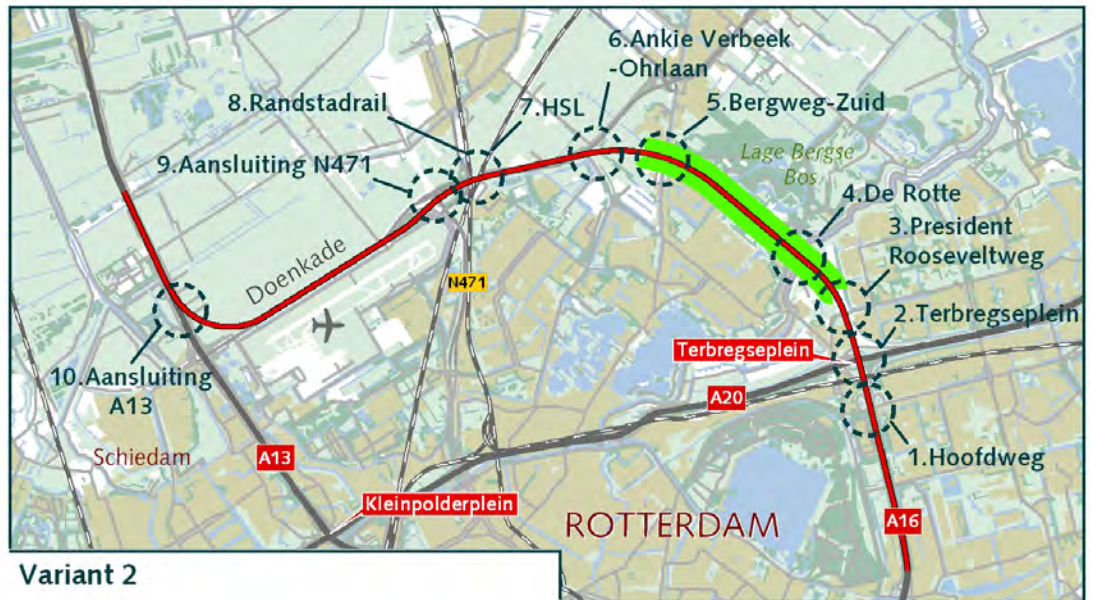 6.Ankie Verbeek
-Ohrlaan
8.Randstadrail
7.HSL
5.Bergweg-Zuid
9.Aansluiting N471
Lage Bergse
Bos
4.De Rotte
3.President
Rooseveltweg
Doenkade
N471
2.Terbregseplein
Terbregseplein
10.Aansluiting
A13
A20
Schiedam
A13
1.Hoofdweg
Kleinpolderplein
ROTTERDAM
A16
Variant 2